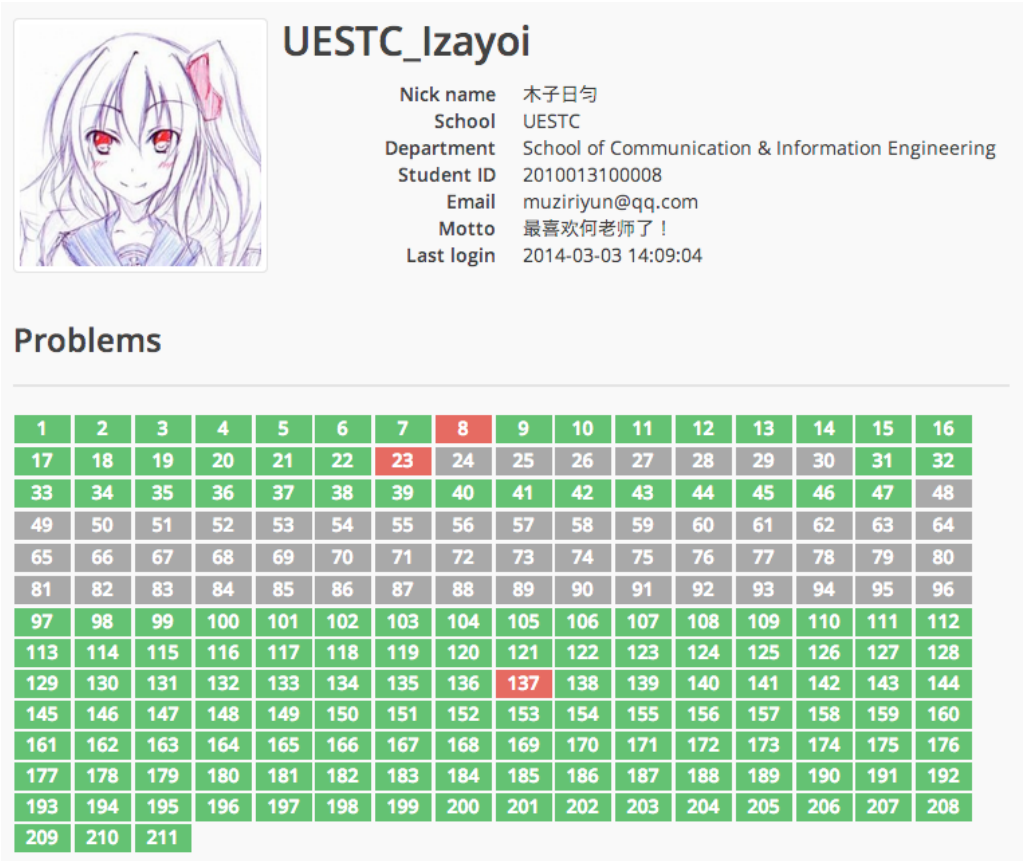 UESTC_Izayoi
Nick name 木子日匀
School UESTC
Department School of Communication & Information Engineering
Student ID 2010013100008
Email muziriyun@qq.com
Motto 最喜欢何老师了！
Last login 2014-03-03 14:09:04
Problems
1 2 3 4 5 6 7 8 9 10 11 12 13 14 15 16
17 18 19 20 21 22 23 24 25 26 27 28 29 30 31 32
33 34 35 36 37 38 39 40 41 42 43 44 45 46 47 48
49 50 51 52 53 54 55 56 57 58 59 60 61 62 63 64
65 66 67 68 69 70 71 72 73 74 75 76 77 78 79 80
81 82 83 84 85 86 87 88 89 90 91 92 93 94 95 96
97 98 99 100 101 102 103 104 105 106 107 108 109 110 111 112
113 114 115 116 117 118 119 120 121 122 123 124 125 126 127 128
129 130 131 132 133 134 135 136 137 138 139 140 141 142 143 144
145 146 147 148 149 150 151 152 153 154 155 156 157 158 159 160
161 162 163 164 165 166 167 168 169 170 171 172 173 174 175 176
177 178 179 180 181 182 183 184 185 186 187 188 189 190 191 192
193 194 195 196 197 198 199 200 201 202 203 204 205 206 207 208
209 210 211